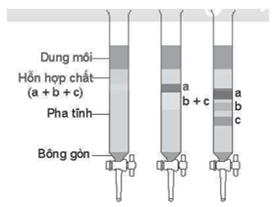 Dung môi
Hỗn hợp chất
(a + b + c)
Pha tĩnh
Bông gòn
a
b + c
a
b
c